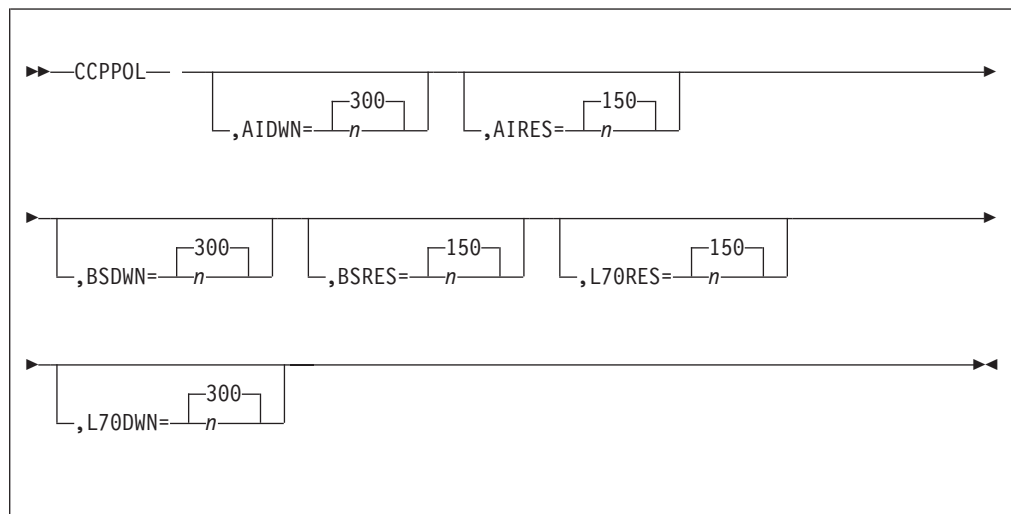 CCPPOL
300 150
,AIDWN= n ,AIRES= n
300 150 150
,BSDWN= n ,BSRES= n ,L70RES= n
300
,L70DWN= n